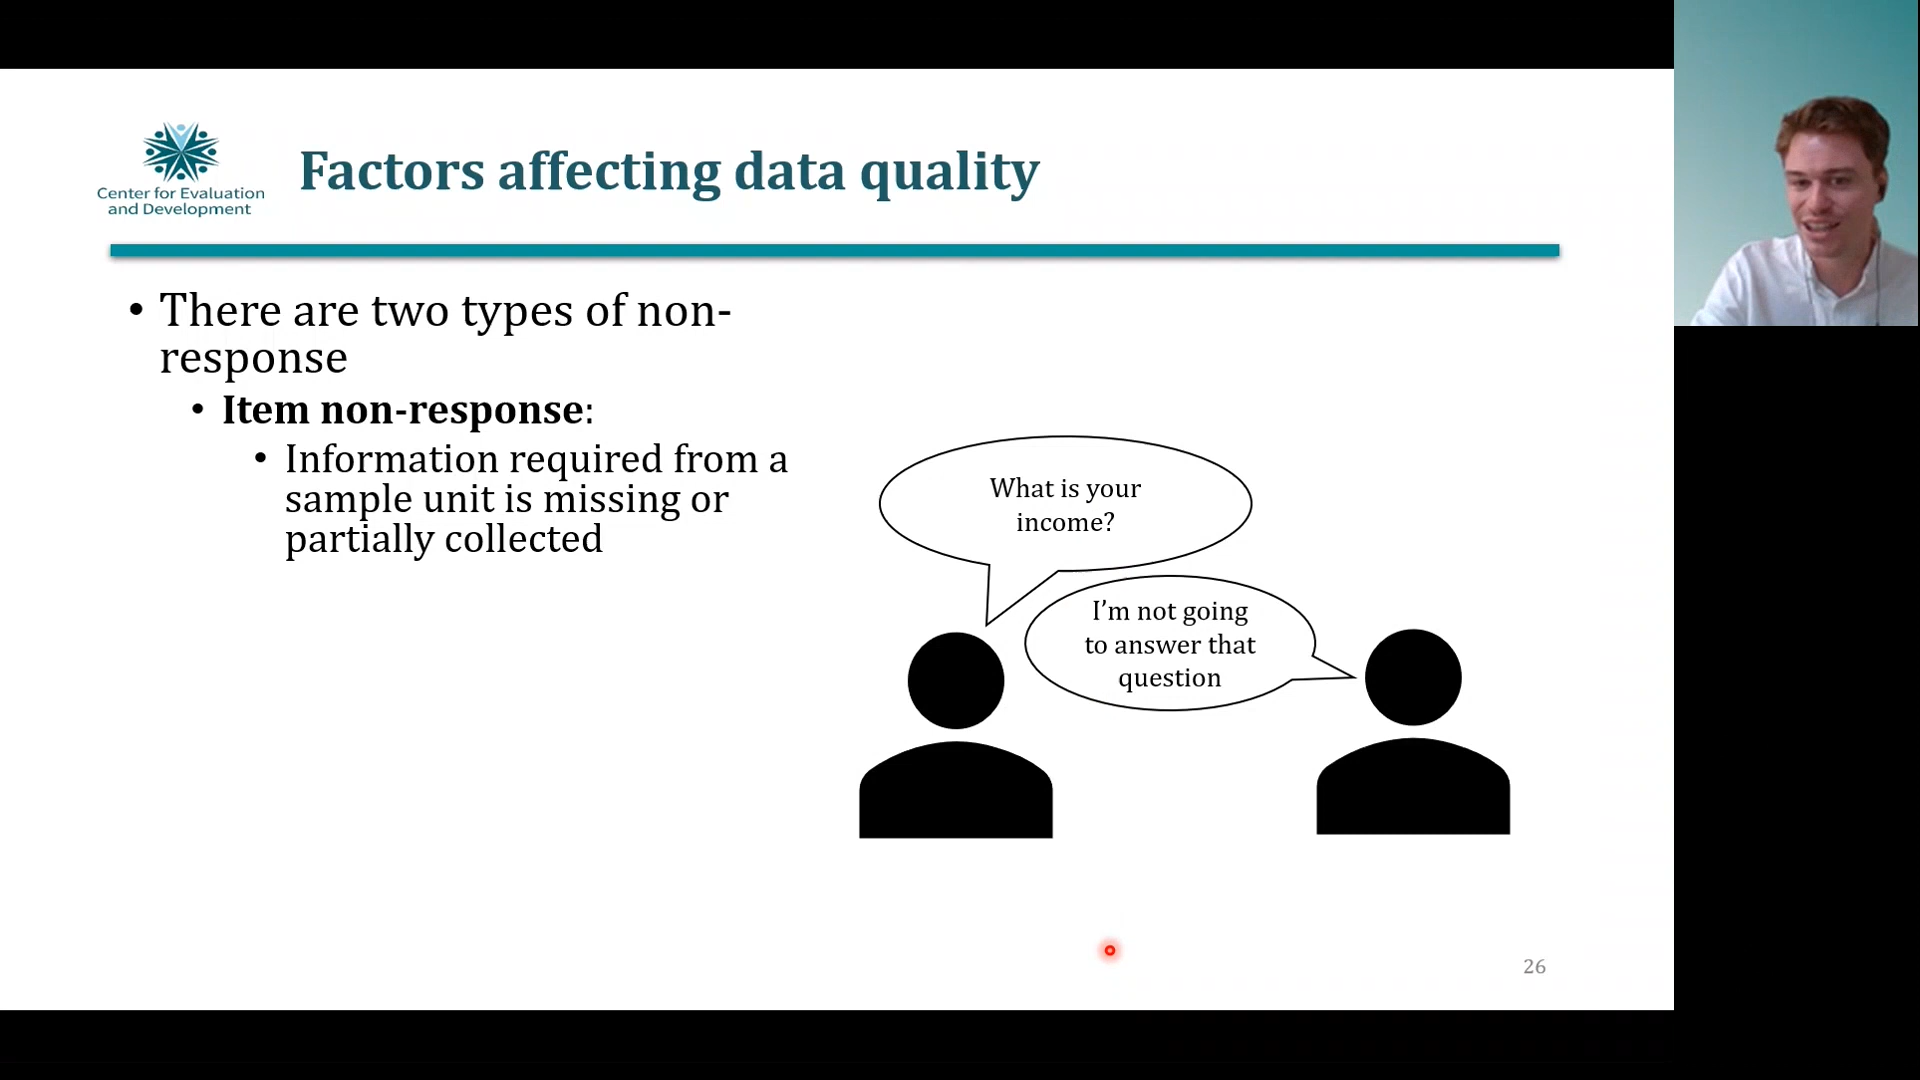 Center for Evaluation
and Development
Factors affecting data quality
• There are two types of non-
response
• Item non-response:
• Information required from a
sample unit is missing or
partially collected
What is your
income?
I’m not going
to answer that
question
26